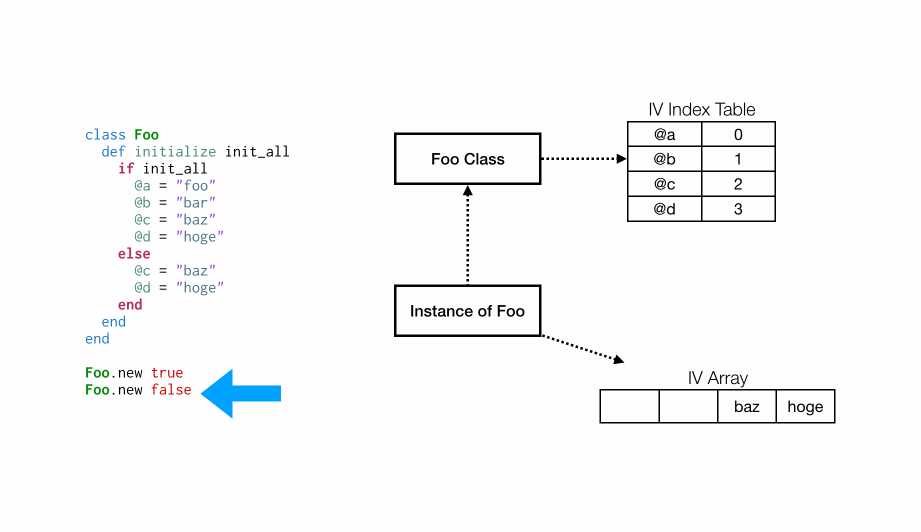 class Foo
  def initialize init_all
    if init_all
      @a = "foo"
      @b = "bar"
      @c = "baz"
      @d = "hoge"
    else
      @c = "baz"
      @d = "hoge"
    end
  end
end
Foo.new true
Foo.new false
Foo Class
Instance of Foo
IV Index Table
@a 0
@b 1
@c 2
@d 3
IV Array
baz hoge